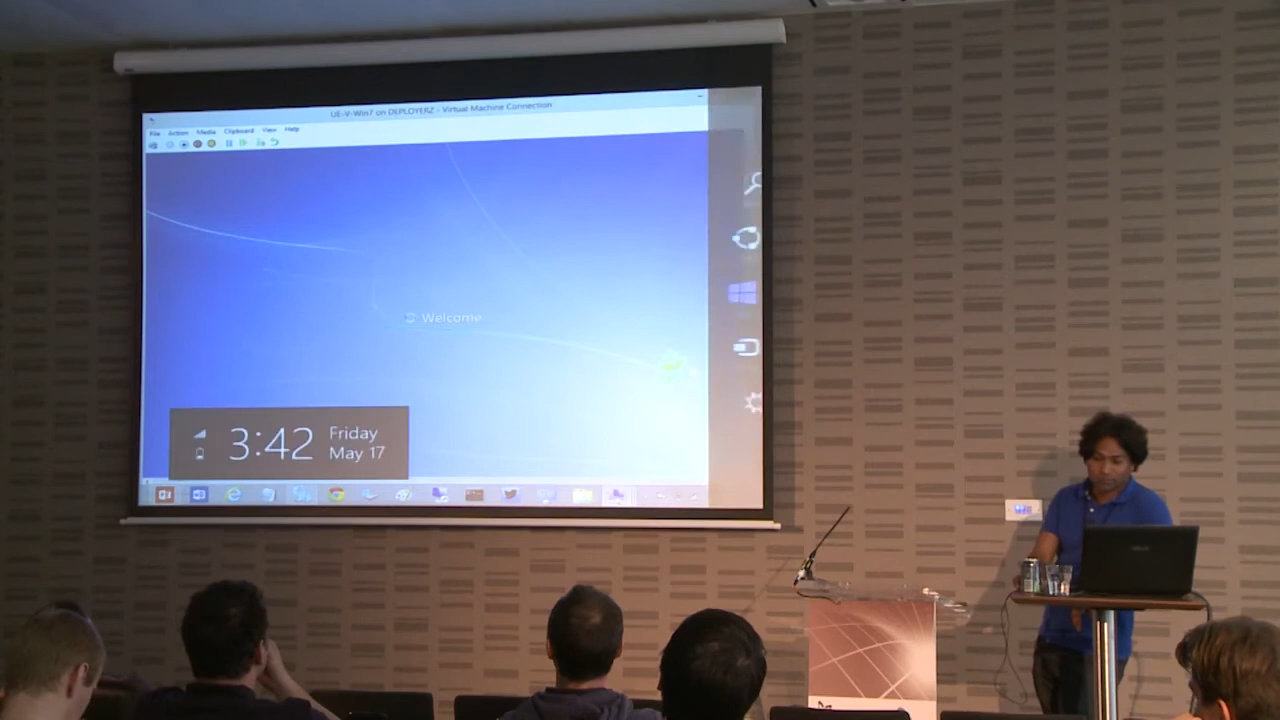 UE-V-Win7 on DEPLOYERZ - Virtual Machine Connection
File Action Media Clipboard View Help
Welcome
3:42
Friday
May 17